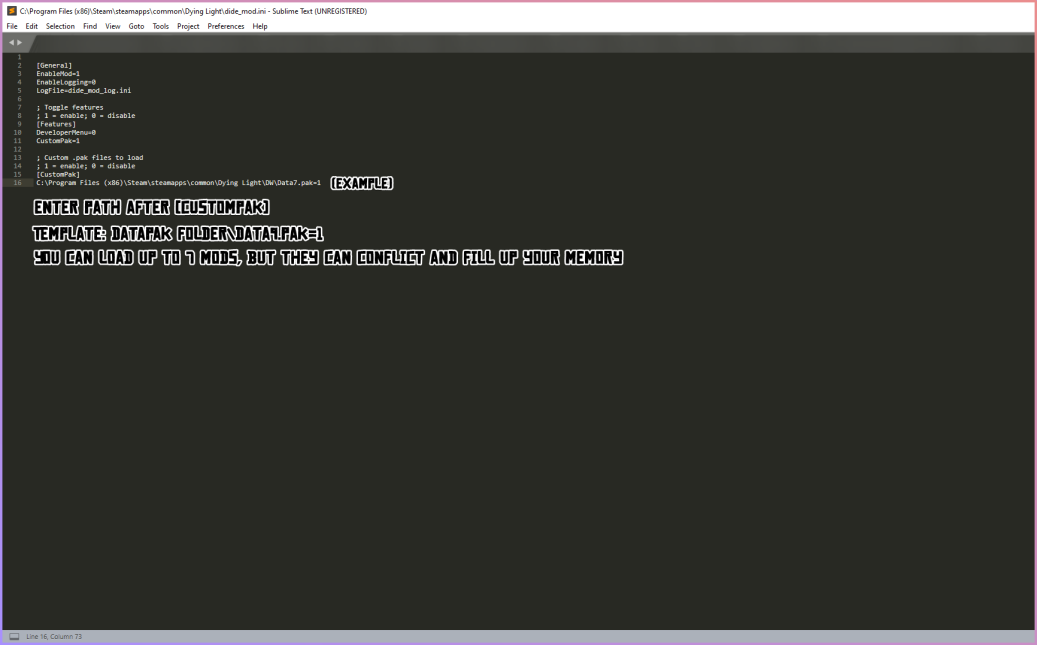 C:\Program Files (x86)\Steam\steamapps\common\Dying Light\dide_mod.ini - Sublime Text (UNREGISTERED)
File Edit Selection Find View Goto Tools Project Preferences Help
1
2 [General]
3 EnableMod=1
4 EnableLogging=0
5 LogFile=dide_mod_log.ini
6
7 ; Toggle features
8 ; 1 = enable; 0 = disable
9 [Features]
10 DeveloperMenu=0
11 CustomPak=1
12
13 ; Custom .pak files to load
14 ; 1 = enable; 0 = disable
15 [CustomPak]
16 C:\Program Files (x86)\Steam\steamapps\common\Dying Light\DW\Data7.pak=1 (EXAMPLE)
ENTER PATH AFTER [CUSTOMPAK]
TEMPLATE: DATAPAK FOLDER\DATA?.PAK=1
YOU CAN LOAD UP TO 7 MODS, BUT THEY CAN CONFLICT AND FILL UP YOUR MEMORY
Line 16, Column 73